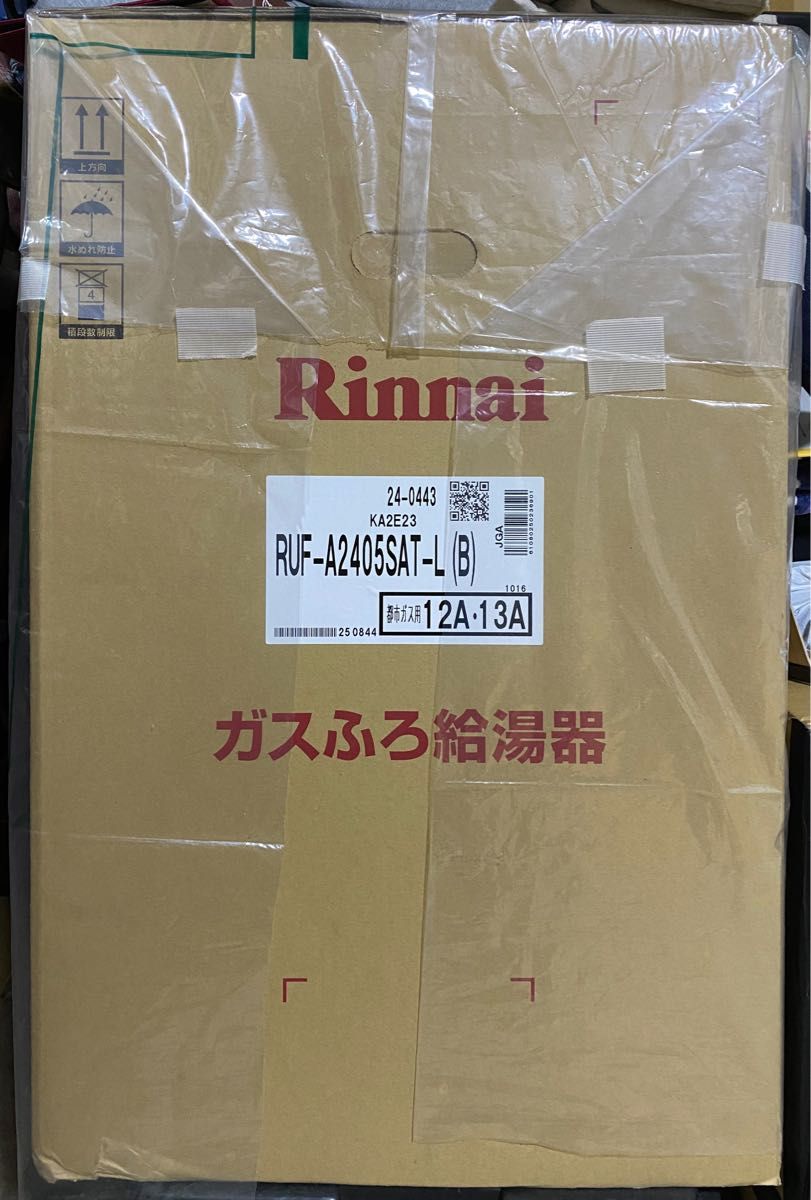 上方向
水ぬれ防止
4
積段数制限
Rinnai
24-0443
KA2E23
JGA
RUF-A2405SAT-L(B)
1016
都市ガス用 12A・13A
250844
ガスふろ給湯器